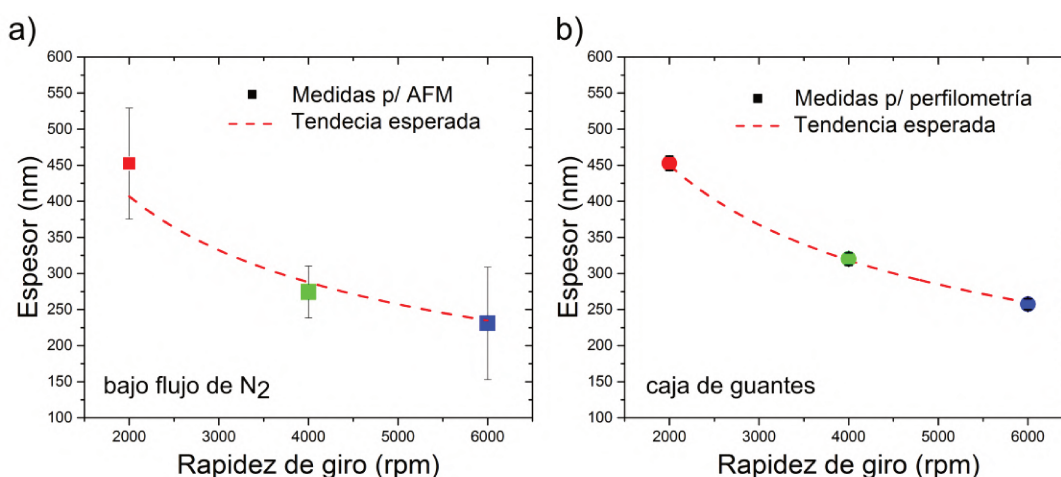 a)
600
550
500
450
400
350
300
250
200
150
100
Espesor (nm)
Medidas p/ AFM
Tendecia esperada
bajo flujo de N2
2000 3000 4000 5000 6000
Rapidez de giro (rpm)
b)
600
550
500
450
400
350
300
250
200
150
100
Espesor (nm)
Medidas p/ perfilometría
Tendencia esperada
caja de guantes
2000 3000 4000 5000 6000
Rapidez de giro (rpm)